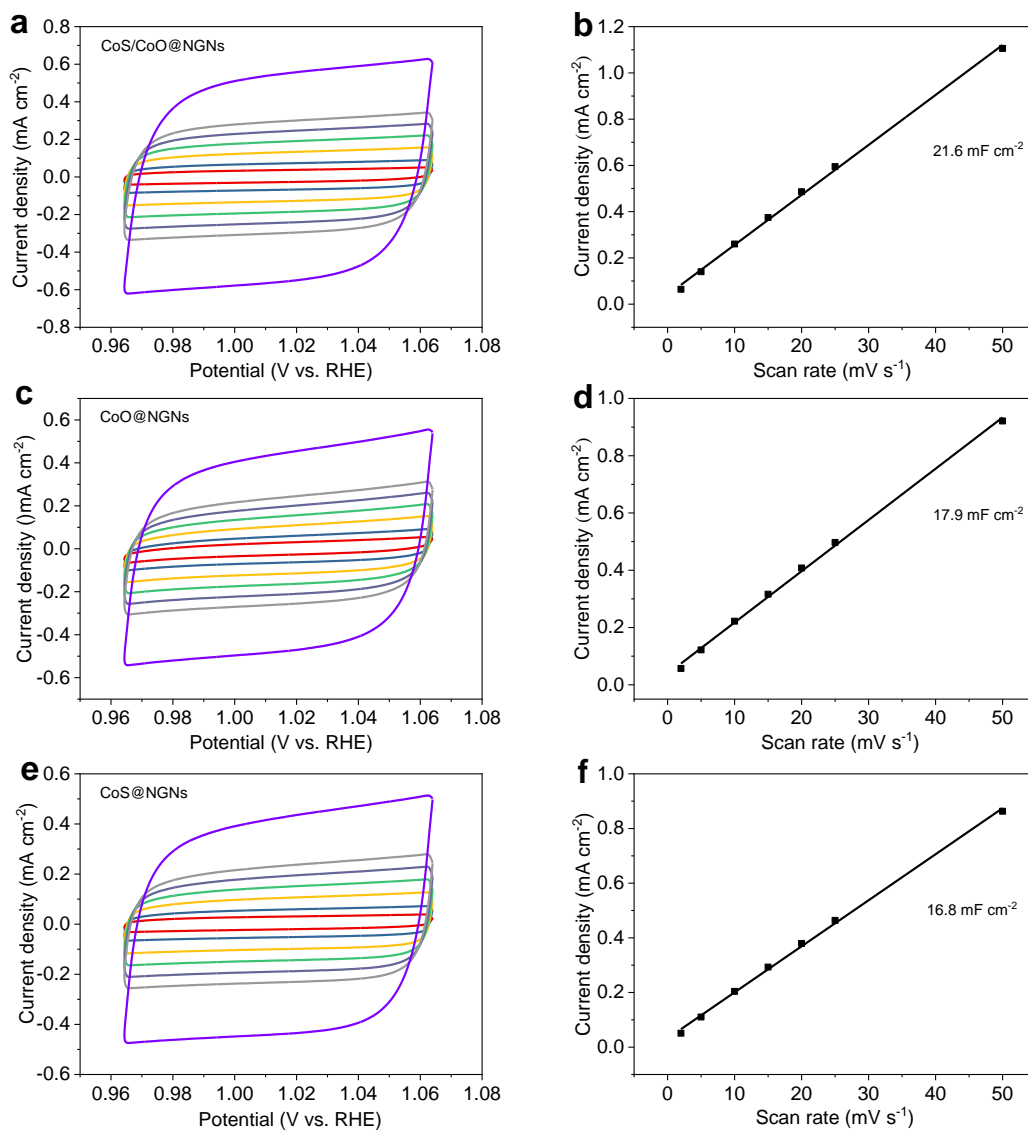 a
CoS/CoO@NGNs
0.8
0.6
0.4
0.2
0.0
-0.2
-0.4
-0.6
-0.8
Current density (mA cm-2)
0.96 0.98 1.00 1.02 1.04 1.06 1.08
Potential (V vs. RHE)
b
1.2
1.0
0.8
0.6
0.4
0.2
0.0
Current density (mA cm-2)
21.6 mF cm-2
0 10 20 30 40 50
Scan rate (mV s-1)
c
CoO@NGNs
0.6
0.4
0.2
0.0
-0.2
-0.4
-0.6
Current density ()mA cm-2)
0.96 0.98 1.00 1.02 1.04 1.06 1.08
Potential (V vs. RHE)
d
1.0
0.8
0.6
0.4
0.2
0.0
Current density (mA cm-2)
17.9 mF cm-2
0 10 20 30 40 50
Scan rate (mV s-1)
e
CoS@NGNs
0.6
0.4
0.2
0.0
-0.2
-0.4
-0.6
Current density (mA cm-2)
0.96 0.98 1.00 1.02 1.04 1.06 1.08
Potential (V vs. RHE)
f
1.0
0.8
0.6
0.4
0.2
0.0
Current density (mA cm-2)
16.8 mF cm-2
0 10 20 30 40 50
Scan rate (mV s-1)